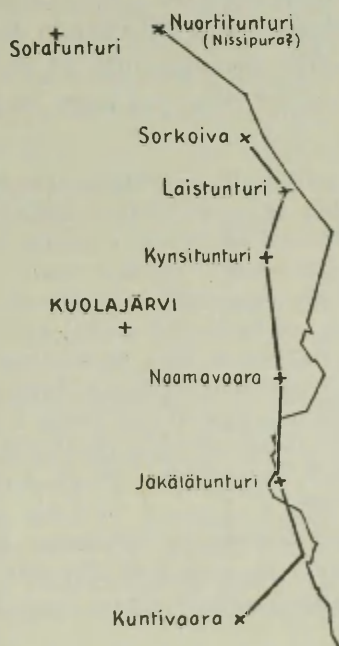 Nuortitunturi
(Nissipura?)
Sotatunturi
Sorkoiva
Laistunturi
Kynsitunturi
KUOLAJÄRVI
Naamavaara
Jäkälätunturi
Kuntivaara